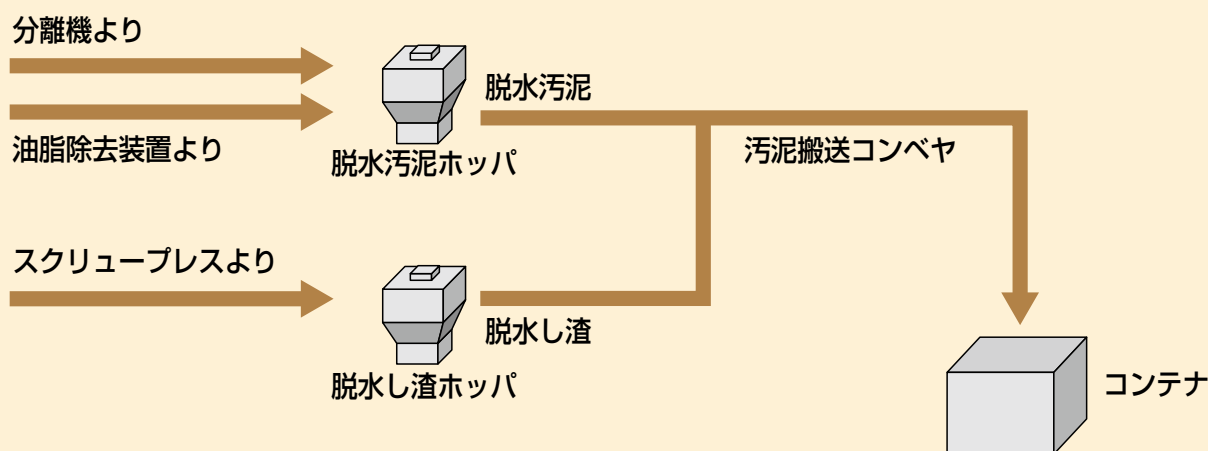 分離機より
油脂除去装置より
脱水汚泥
脱水汚泥ホッパ
汚泥搬送コンベヤ
スクリュープレスより
脱水し渣
脱水し渣ホッパ
コンテナ